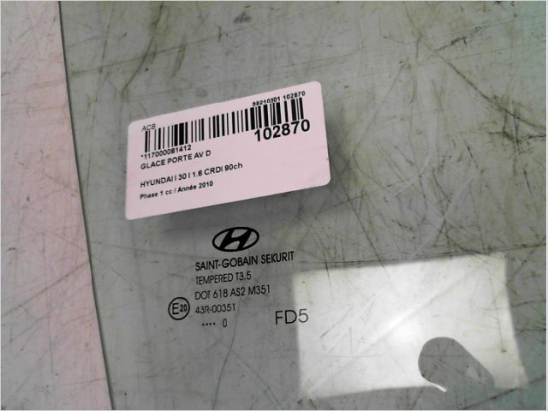 ACB
58210501 102870
*117000081412
102870
GLACE PORTE AV D
HYUNDAI I 30 I 1.6 CRDI 90ch
Phase 1 cc / Année 2010
SAINT-GOBAIN SEKURIT
TEMPERED T3.5
DOT 618 AS2 M351
E20
43R-00351
.... 0
FD5